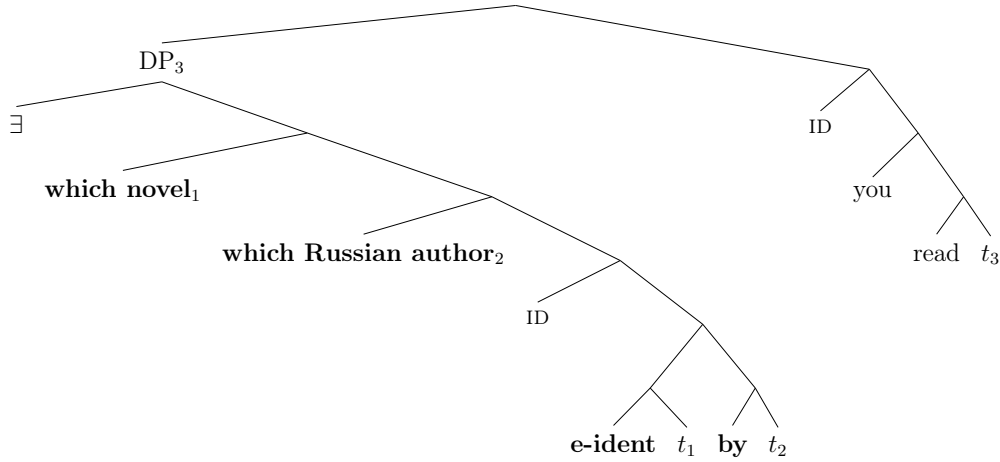 DP₃
∃
ID
which novel₁
you
which Russian author₂
read t₃
ID
e-ident t₁ by t₂